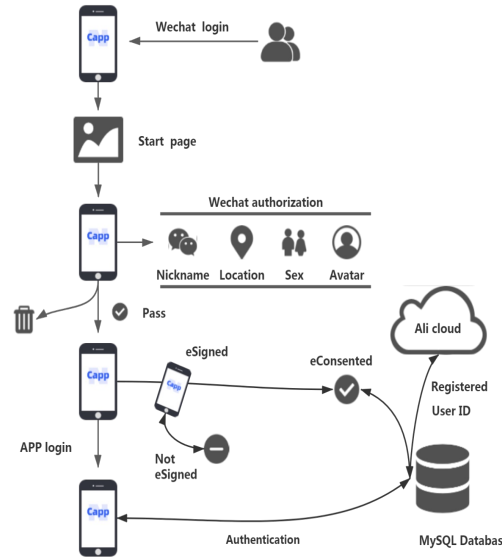 Capp
Wechat login
Start page
Wechat authorization
Capp
Nickname Location Sex Avatar
Pass
Ali cloud
eSigned
eConsented
Capp
Capp
Registered
User ID
APP login
Not
eSigned
Capp
Authentication
MySQL Databas